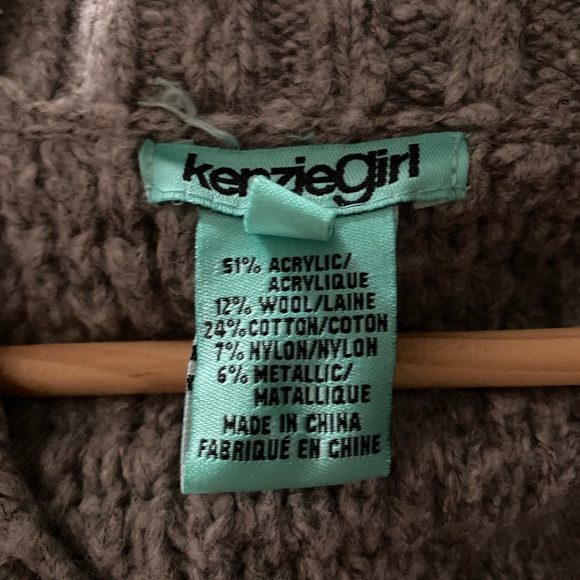 kenziegirl
51% ACRYLIC/
ACRYLIQUE
12% WOOL/LAINE
24% COTTON/COTON
7% NYLON/NYLON
6% METALLIC/
MATALLIQUE
MADE IN CHINA
FABRIQUÉ EN CHINE